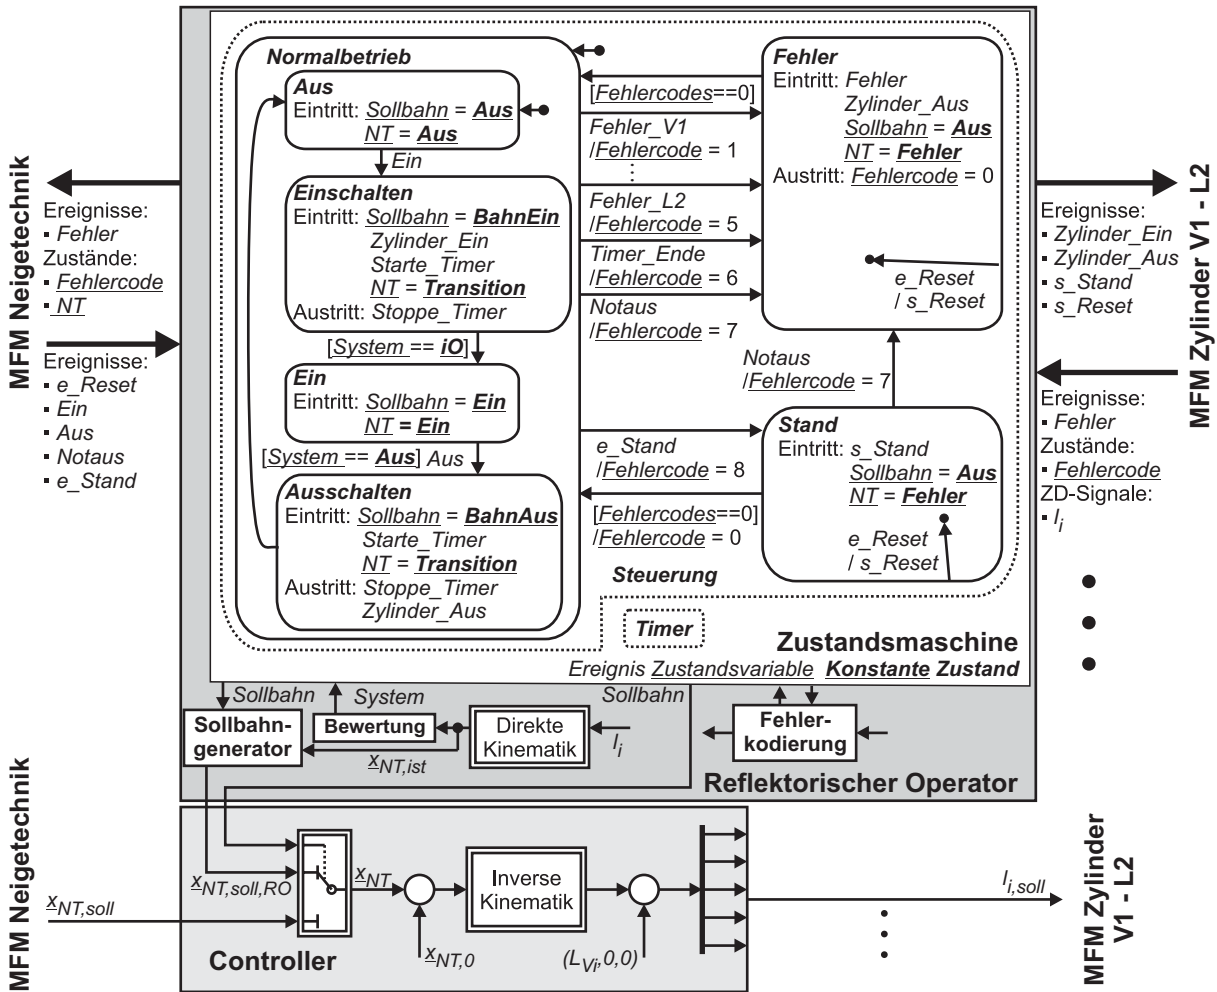 MFM Neigetechnik
Ereignisse:
▪ Fehler
Zustände:
▪ Fehlercode
▪ NT
Ereignisse:
▪ e_Reset
▪ Ein
▪ Aus
▪ Notaus
▪ e_Stand
Normalbetrieb
Aus
Eintritt: Sollbahn = Aus
NT = Aus
Ein
Einschalten
Eintritt: Sollbahn = BahnEin
Zylinder_Ein
Starte_Timer
NT = Transition
Austritt: Stoppe_Timer
[System == iO]
Ein
Eintritt: Sollbahn = Ein
NT = Ein
[System == Aus] Aus
Ausschalten
Eintritt: Sollbahn = BahnAus
Starte_Timer
NT = Transition
Austritt: Stoppe_Timer
Zylinder_Aus
[Fehlercodes==0]
Fehler_V1
/Fehlercode = 1
⋮
Fehler_L2
/Fehlercode = 5
Timer_Ende
/Fehlercode = 6
Notaus
/Fehlercode = 7
e_Stand
/Fehlercode = 8
[Fehlercodes==0]
/Fehlercode = 0
Fehler
Eintritt: Fehler
Zylinder_Aus
Sollbahn = Aus
NT = Fehler
Austritt: Fehlercode = 0
e_Reset
/ s_Reset
Notaus
/Fehlercode = 7
Stand
Eintritt: s_Stand
Sollbahn = Aus
NT = Fehler
e_Reset
/ s_Reset
Steuerung
Timer
Zustandsmaschine
Ereignis Zustandsvariable Konstante Zustand
MFM Zylinder V1 - L2
Ereignisse:
▪ Zylinder_Ein
▪ Zylinder_Aus
▪ s_Stand
▪ s_Reset
Ereignisse:
▪ Fehler
Zustände:
▪ Fehlercode
ZD-Signale:
▪ l_i
Sollbahn
System
Sollbahn
Sollbahn-
generator
Bewertung
Direkte
Kinematik
l_i
x_NT,ist
Fehler-
kodierung
Reflektorischer Operator
MFM Neigetechnik
x_NT,soll
x_NT,soll,RO
x_NT
x_NT,0
Inverse
Kinematik
(L_Vi,0,0)
Controller
l_i,soll
MFM Zylinder
V1 - L2